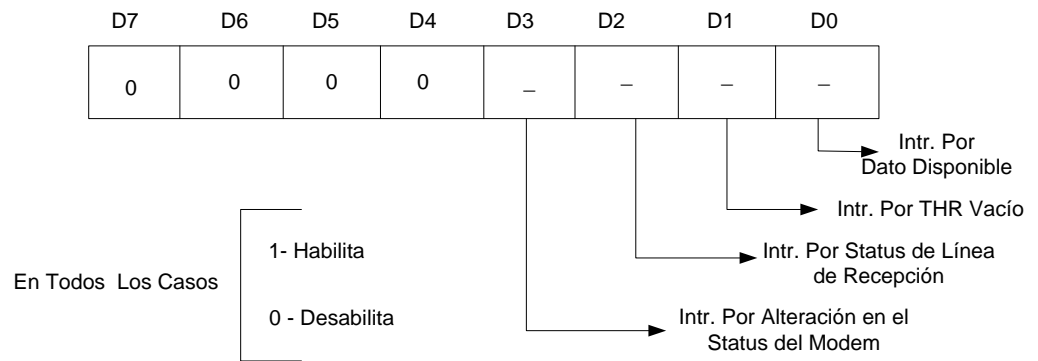 D7 D6 D5 D4 D3 D2 D1 D0
0 0 0 0 _ _ _ _
Intr. Por
Dato Disponible
Intr. Por THR Vacío
1- Habilita
Intr. Por Status de Línea
de Recepción
En Todos Los Casos
0 - Desabilita
Intr. Por Alteración en el
Status del Modem